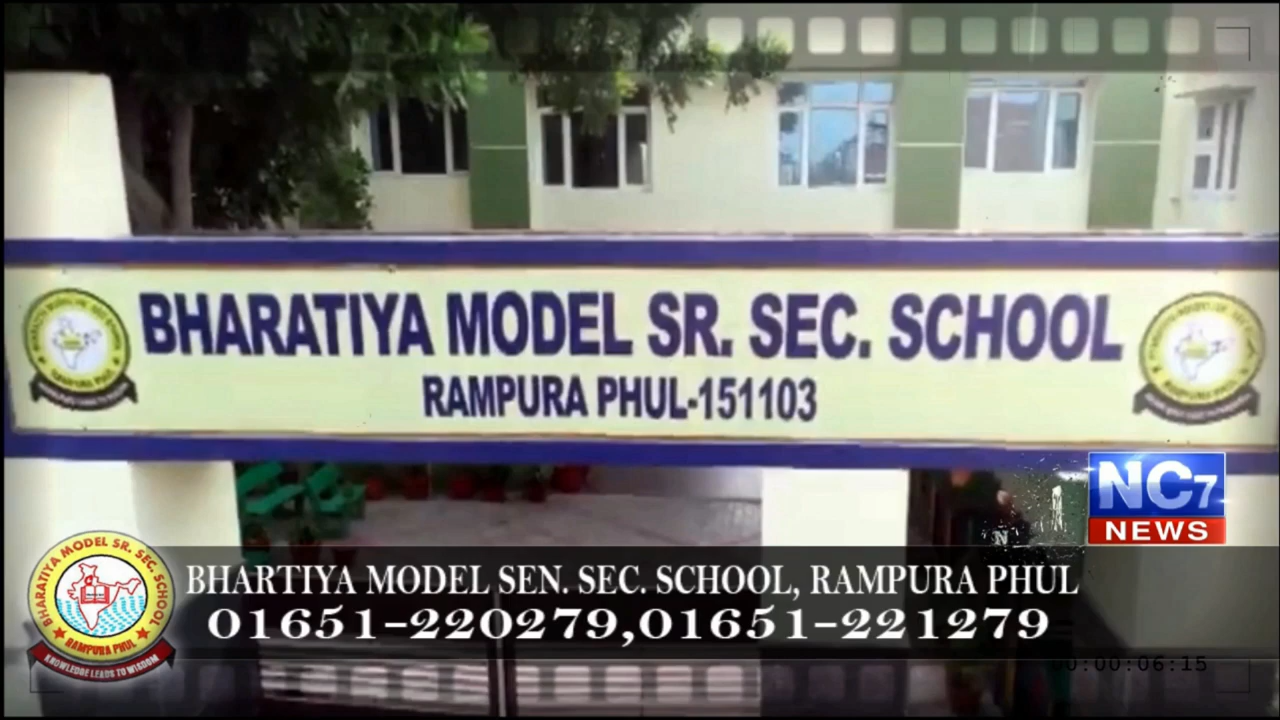 BHARATIYA MODEL SR. SEC. SCHOOL
RAMPURA PHUL-151103
NC7
NEWS
BHARATIYA MODEL SR. SEC. SCHOOL
RAMPURA PHUL
KNOWLEDGE LEADS TO WISDOM
BHARTIYA MODEL SEN. SEC. SCHOOL, RAMPURA PHUL
01651-220279,01651-221279
0:00:06:15